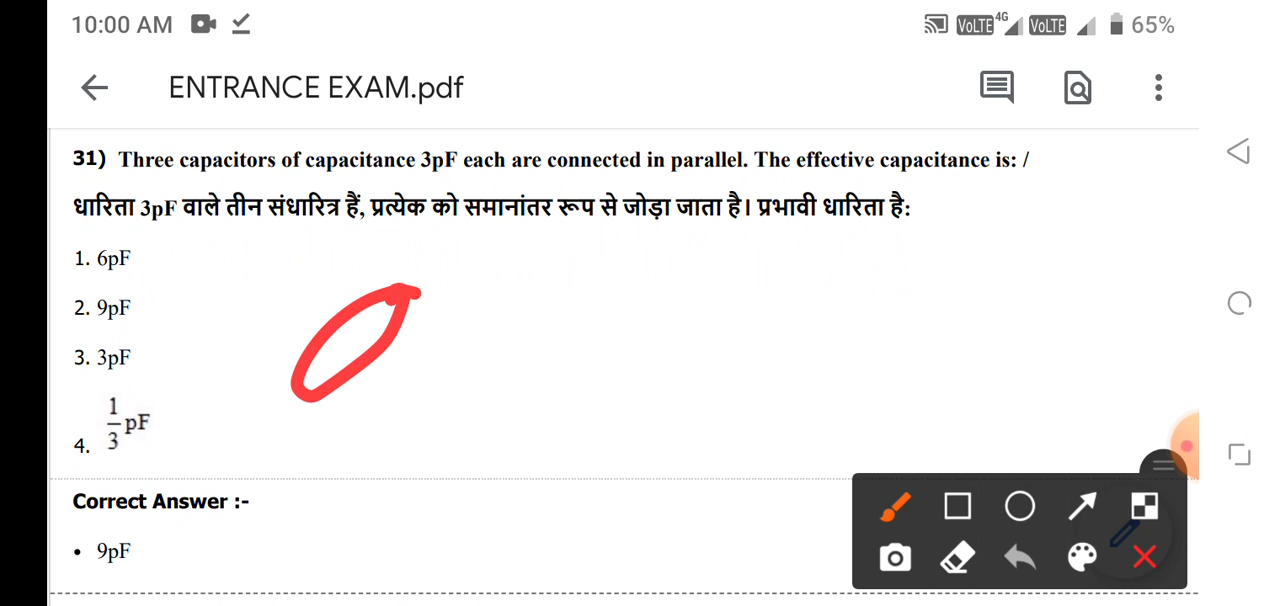 10:00 AM
VoLTE 4G VoLTE 65%
ENTRANCE EXAM.pdf
31) Three capacitors of capacitance 3pF each are connected in parallel. The effective capacitance is: /
धारिता 3pF वाले तीन संधारित्र हैं, प्रत्येक को समानांतर रूप से जोड़ा जाता है। प्रभावी धारिता है:
1. 6pF
2. 9pF
3. 3pF
4. 1/3 pF
Correct Answer :-
• 9pF